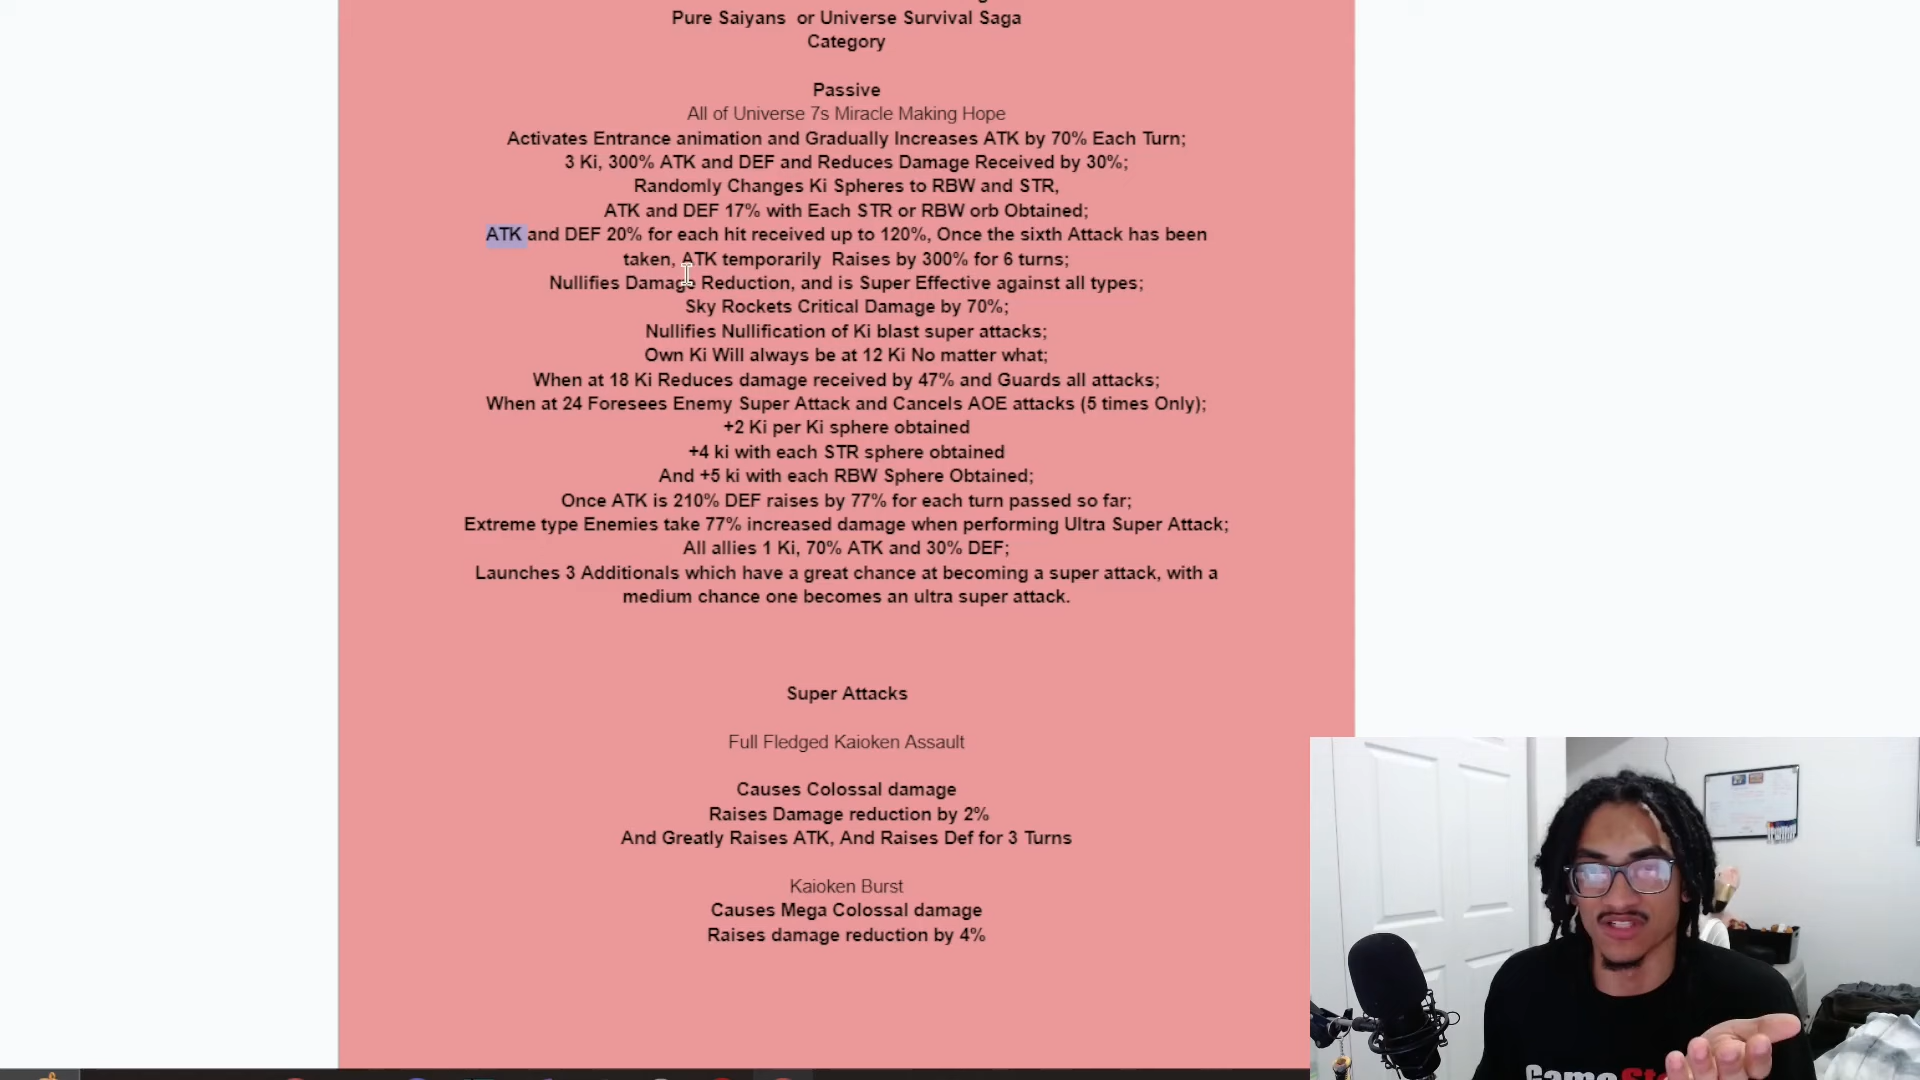 Pure Saiyans or Universe Survival Saga
Category
Passive
All of Universe 7s Miracle Making Hope
Activates Entrance animation and Gradually Increases ATK by 70% Each Turn;
3 Ki, 300% ATK and DEF and Reduces Damage Received by 30%;
Randomly Changes Ki Spheres to RBW and STR,
ATK and DEF 17% with Each STR or RBW orb Obtained;
ATK and DEF 20% for each hit received up to 120%, Once the sixth Attack has been
taken, ATK temporarily Raises by 300% for 6 turns;
Nullifies Damage Reduction, and is Super Effective against all types;
Sky Rockets Critical Damage by 70%;
Nullifies Nullification of Ki blast super attacks;
Own Ki Will always be at 12 Ki No matter what;
When at 18 Ki Reduces damage received by 47% and Guards all attacks;
When at 24 Foresees Enemy Super Attack and Cancels AOE attacks (5 times Only);
+2 Ki per Ki sphere obtained
+4 ki with each STR sphere obtained
And +5 ki with each RBW Sphere Obtained;
Once ATK is 210% DEF raises by 77% for each turn passed so far;
Extreme type Enemies take 77% increased damage when performing Ultra Super Attack;
All allies 1 Ki, 70% ATK and 30% DEF;
Launches 3 Additionals which have a great chance at becoming a super attack, with a
medium chance one becomes an ultra super attack.
Super Attacks
Full Fledged Kaioken Assault
Causes Colossal damage
Raises Damage reduction by 2%
And Greatly Raises ATK, And Raises Def for 3 Turns
Kaioken Burst
Causes Mega Colossal damage
Raises damage reduction by 4%